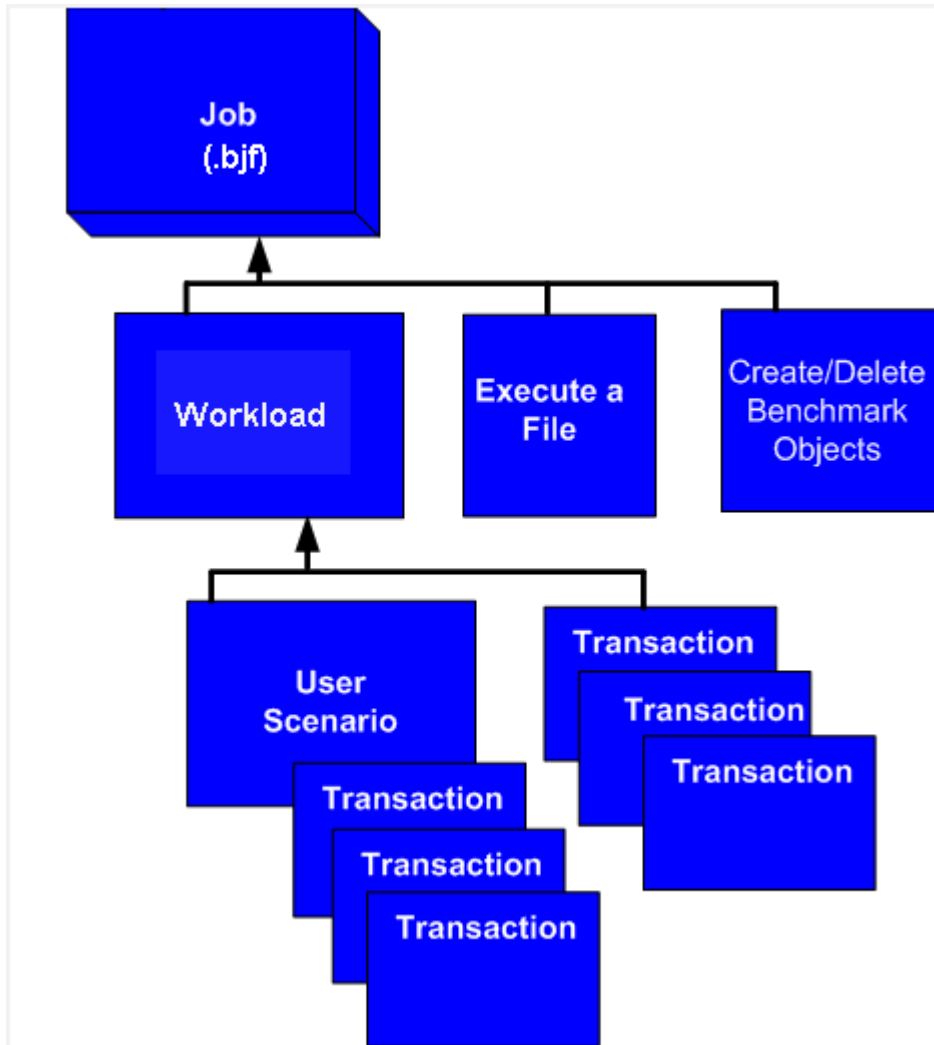 Job
(.bjf)
Workload
Execute a
File
Create/Delete
Benchmark
Objects
User
Scenario
Transaction
Transaction
Transaction
Transaction
Transaction
Transaction